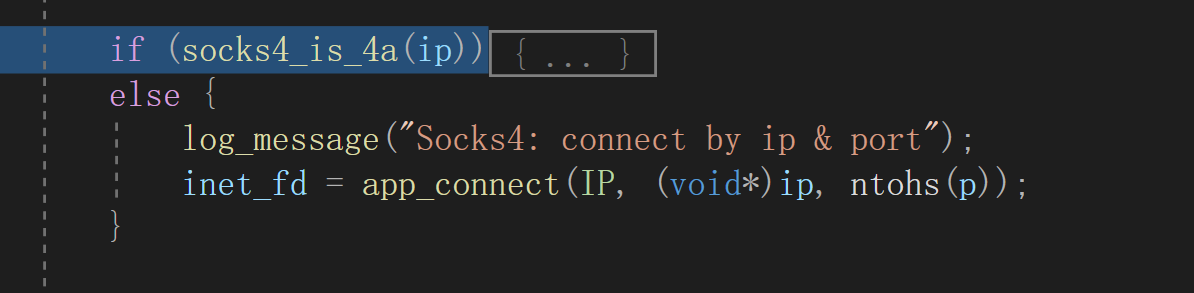 if (socks4_is_4a(ip)) { ... }
else {
log_message("Socks4: connect by ip & port");
inet_fd = app_connect(IP, (void*)ip, ntohs(p));
}